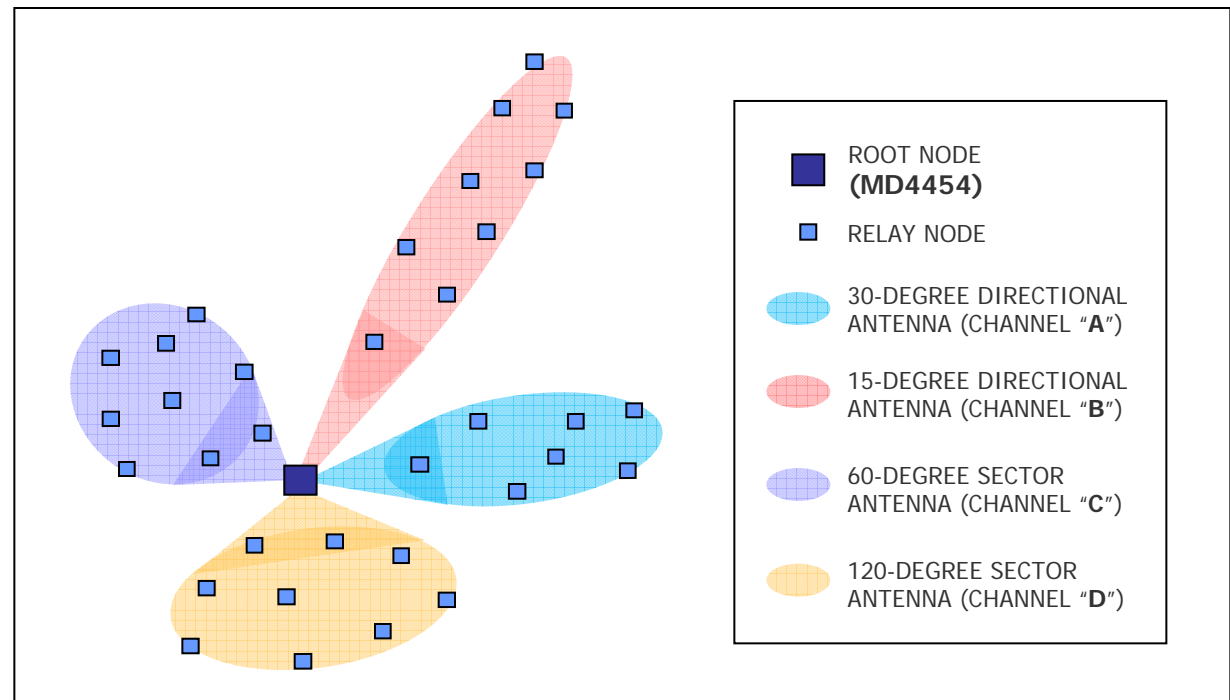 ROOT NODE
(MD4454)
RELAY NODE
30-DEGREE DIRECTIONAL
ANTENNA (CHANNEL “A”)
15-DEGREE DIRECTIONAL
ANTENNA (CHANNEL “B”)
60-DEGREE SECTOR
ANTENNA (CHANNEL “C”)
120-DEGREE SECTOR
ANTENNA (CHANNEL “D”)